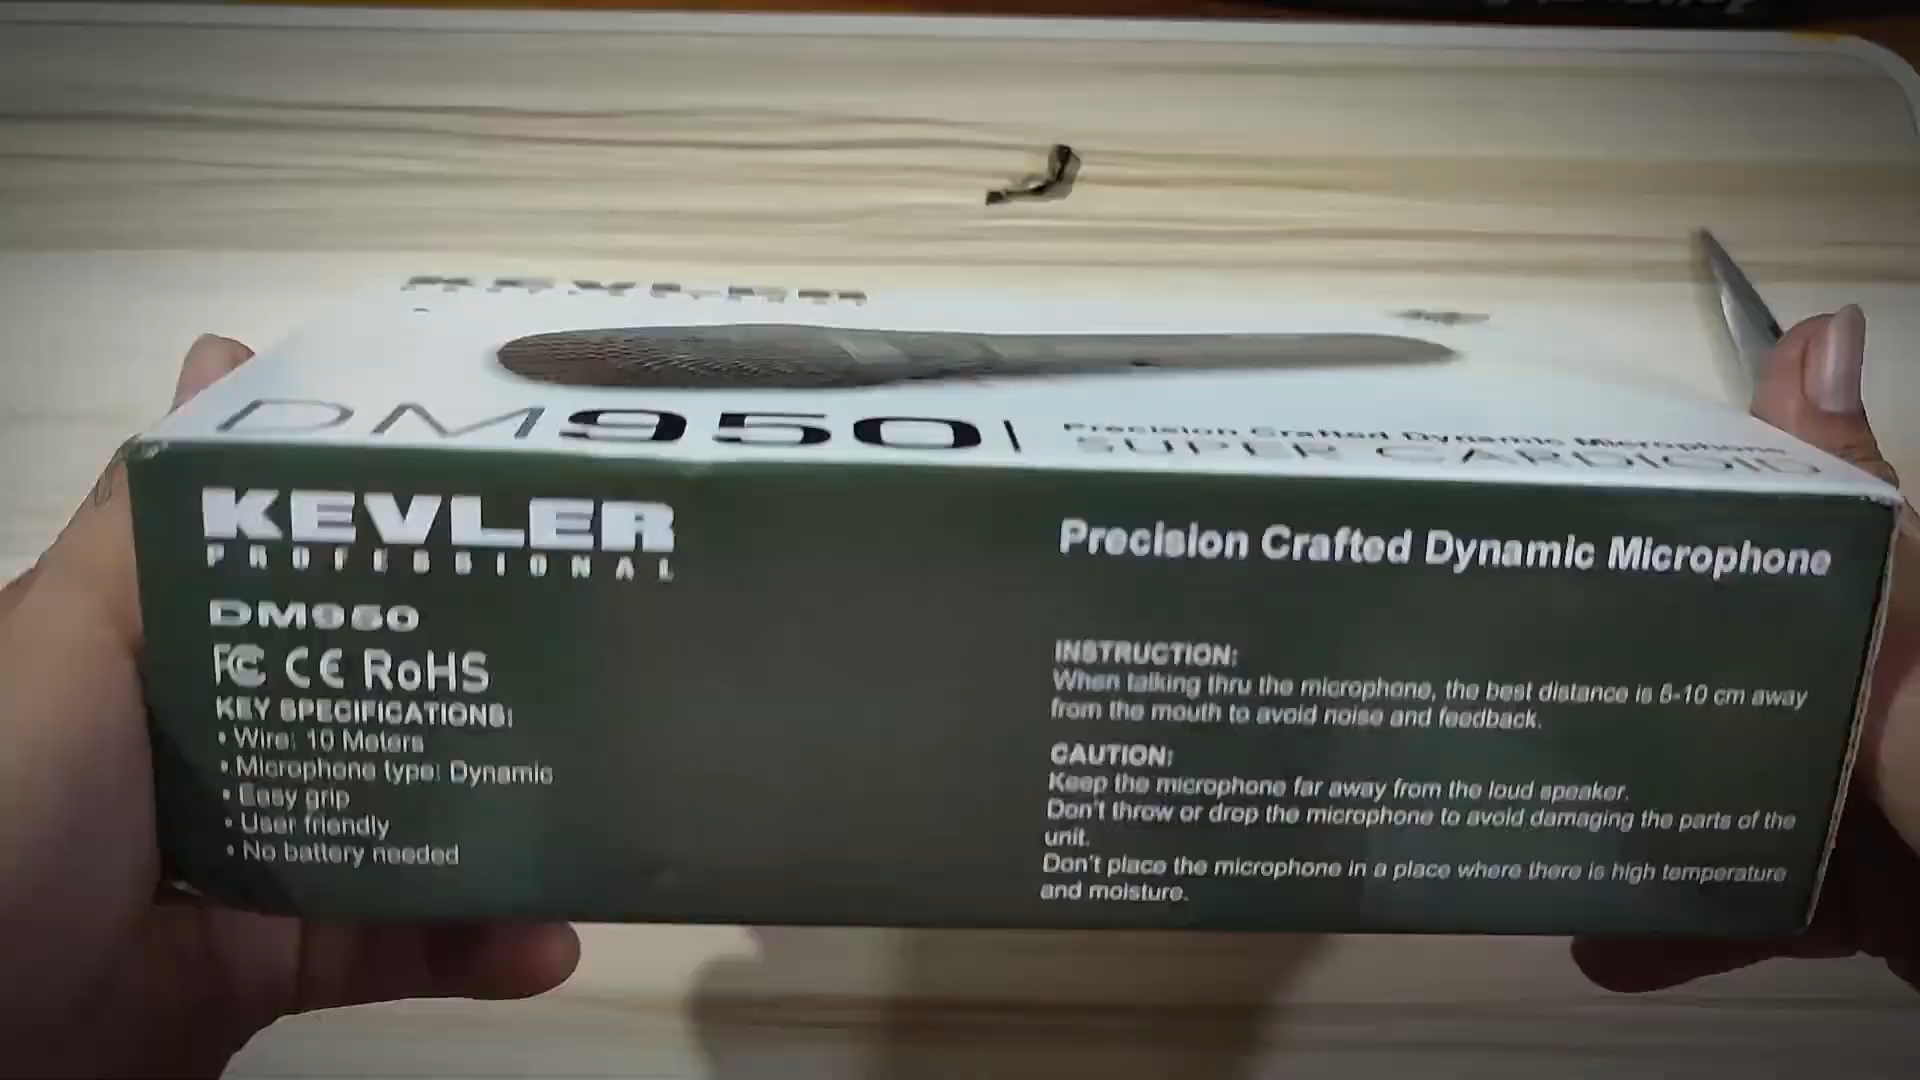 KEVLER
DM950 |
Precision Crafted Dynamic Microphone
SUPER CARDIOID
KEVLER
PROFESSIONAL
DM950
FC CE RoHS
KEY SPECIFICATIONS:
• Wire: 10 Meters
• Microphone type: Dynamic
• Easy grip
• User friendly
• No battery needed
Precision Crafted Dynamic Microphone
INSTRUCTION:
When talking thru the microphone, the best distance is 5-10 cm away
from the mouth to avoid noise and feedback.
CAUTION:
Keep the microphone far away from the loud speaker.
Don't throw or drop the microphone to avoid damaging the parts of the
unit.
Don't place the microphone in a place where there is high temperature
and moisture.